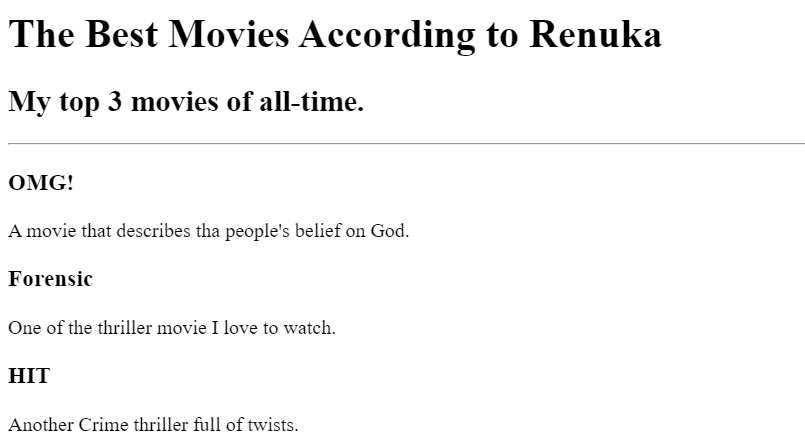 The Best Movies According to Renuka
My top 3 movies of all-time.
OMG!
A movie that describes tha people's belief on God.
Forensic
One of the thriller movie I love to watch.
HIT
Another Crime thriller full of twists.